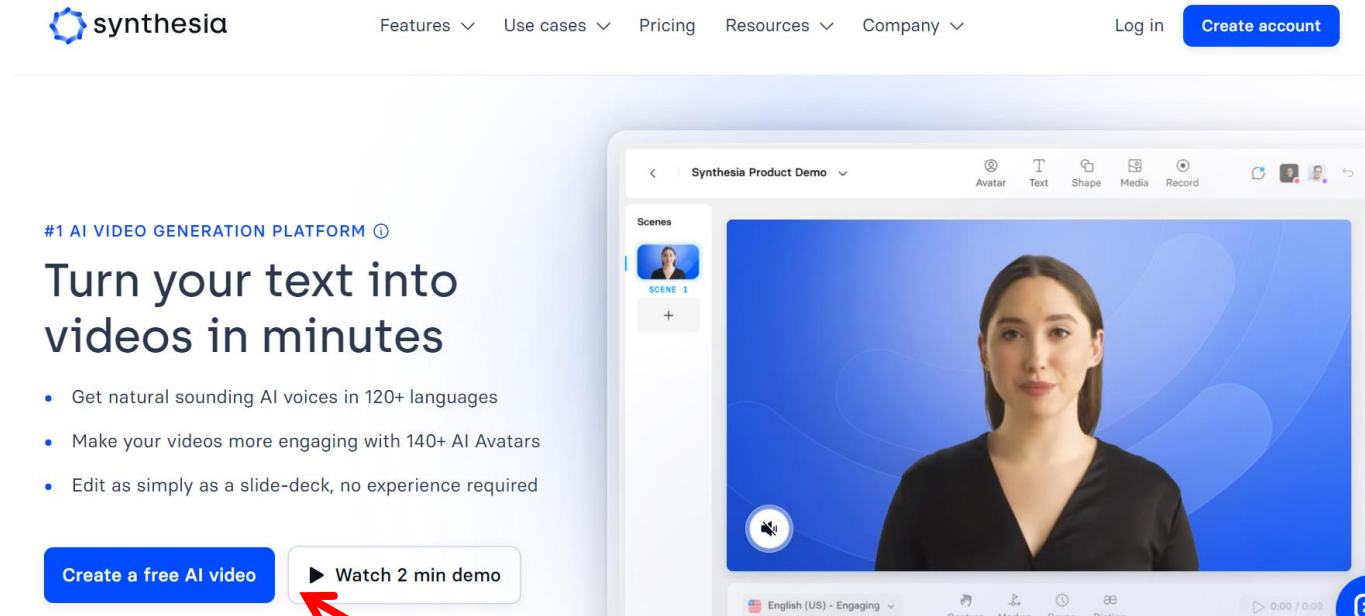 synthesia
Features Use cases Pricing Resources Company Log in Create account
Synthesia Product Demo
Avatar Text Shape Media Record
Scenes
SCENE 1
#1 AI VIDEO GENERATION PLATFORM
Turn your text into
videos in minutes
Get natural sounding AI voices in 120+ languages
Make your videos more engaging with 140+ AI Avatars
Edit as simply as a slide-deck, no experience required
Create a free AI video Watch 2 min demo
English (US) - Engaging
0:00 / 0:09